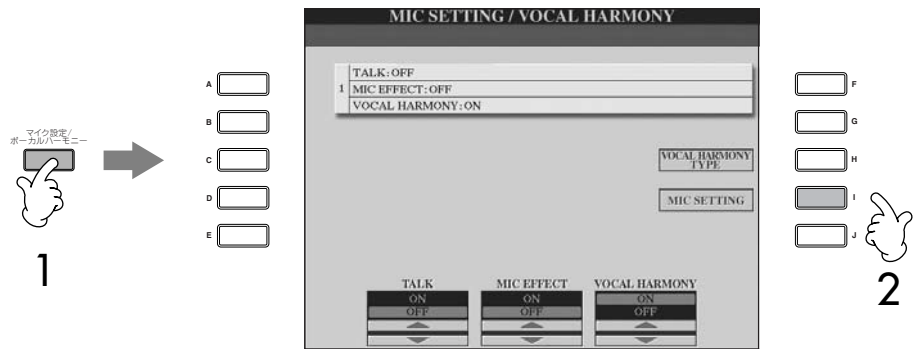 MIC SETTING / VOCAL HARMONY
TALK:OFF
1 MIC EFFECT:OFF
VOCAL HARMONY:ON
マイク設定/
ボーカルハーモニー
A
B
C
D
E
F
G
H
I
J
VOCAL HARMONY
TYPE
MIC SETTING
1
2
TALK
ON
OFF
MIC EFFECT
ON
OFF
VOCAL HARMONY
ON
OFF